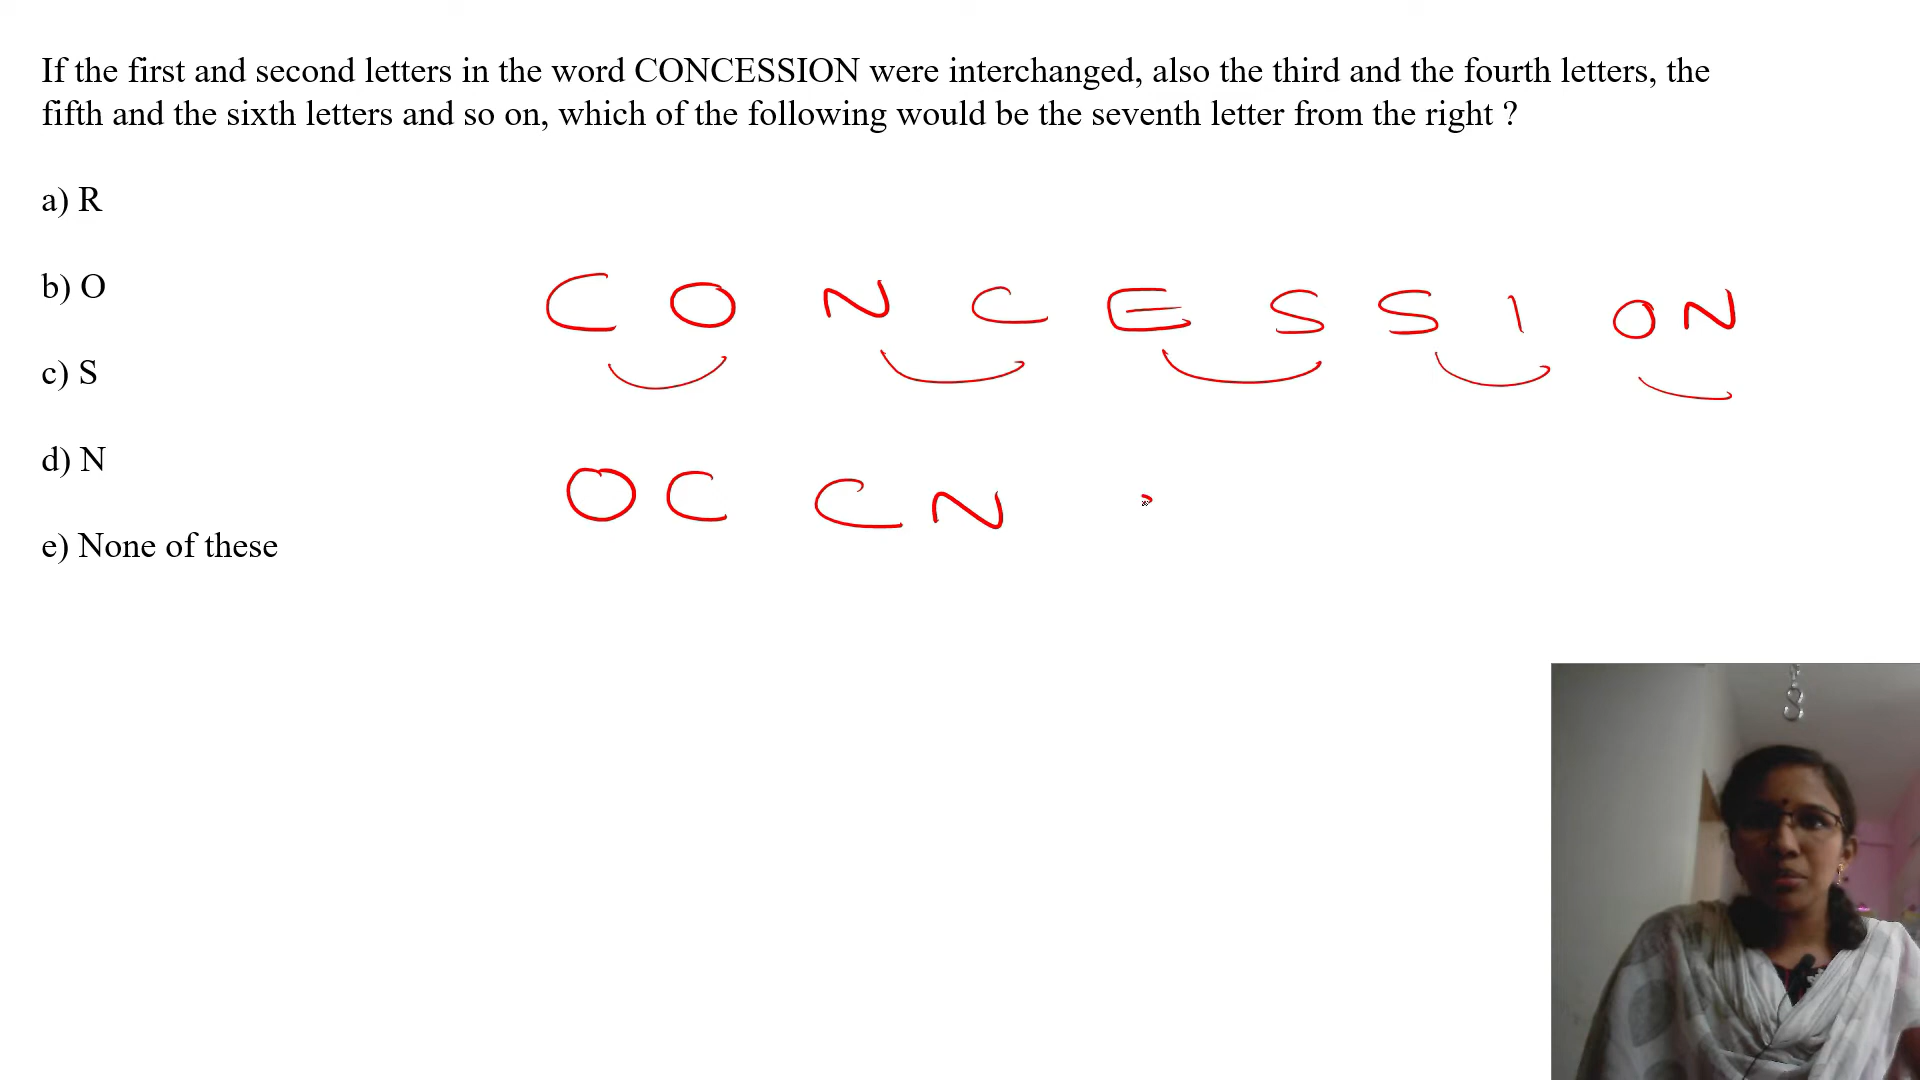 If the first and second letters in the word CONCESSION were interchanged, also the third and the fourth letters, the
fifth and the sixth letters and so on, which of the following would be the seventh letter from the right ?
a) R
b) O
c) S
d) N
e) None of these
C O N C E S S I O N
O C C N